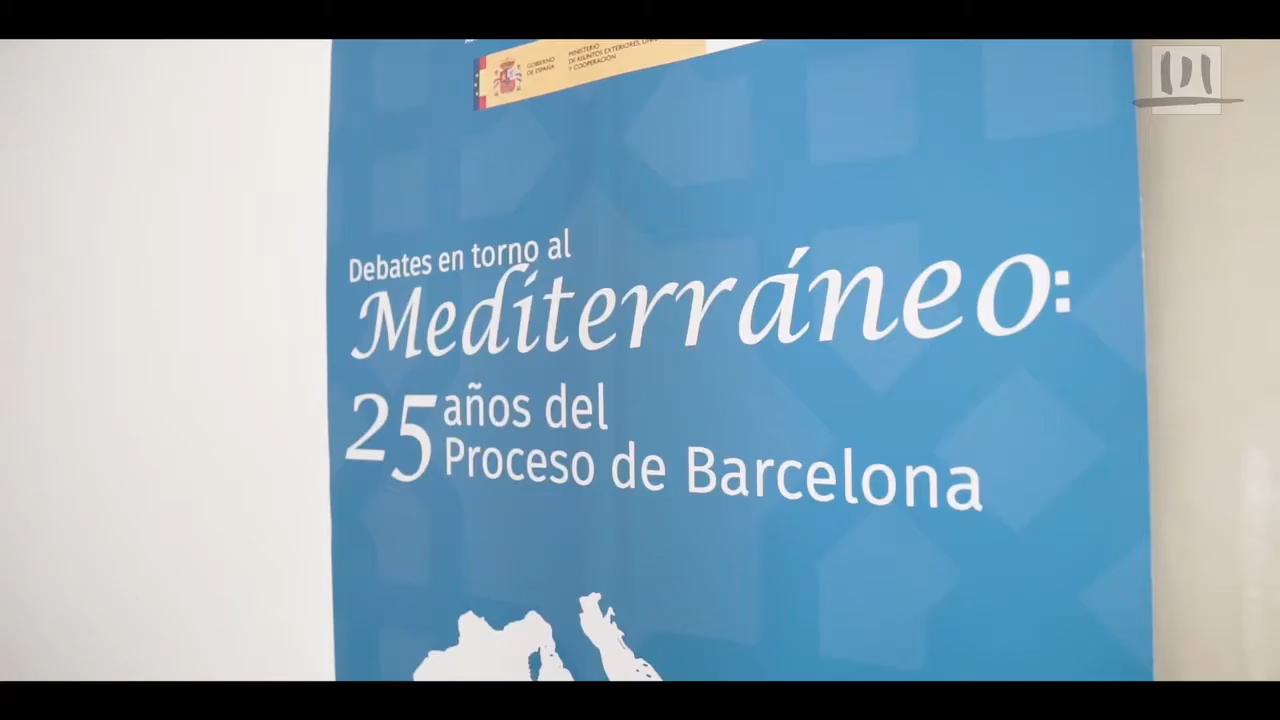 GOBIERNO
DE ESPAÑA
MINISTERIO
DE ASUNTOS EXTERIORES, 
Y COOPERACIÓN
Debates en torno al
Mediterráneo:
25 años del
Proceso de Barcelona